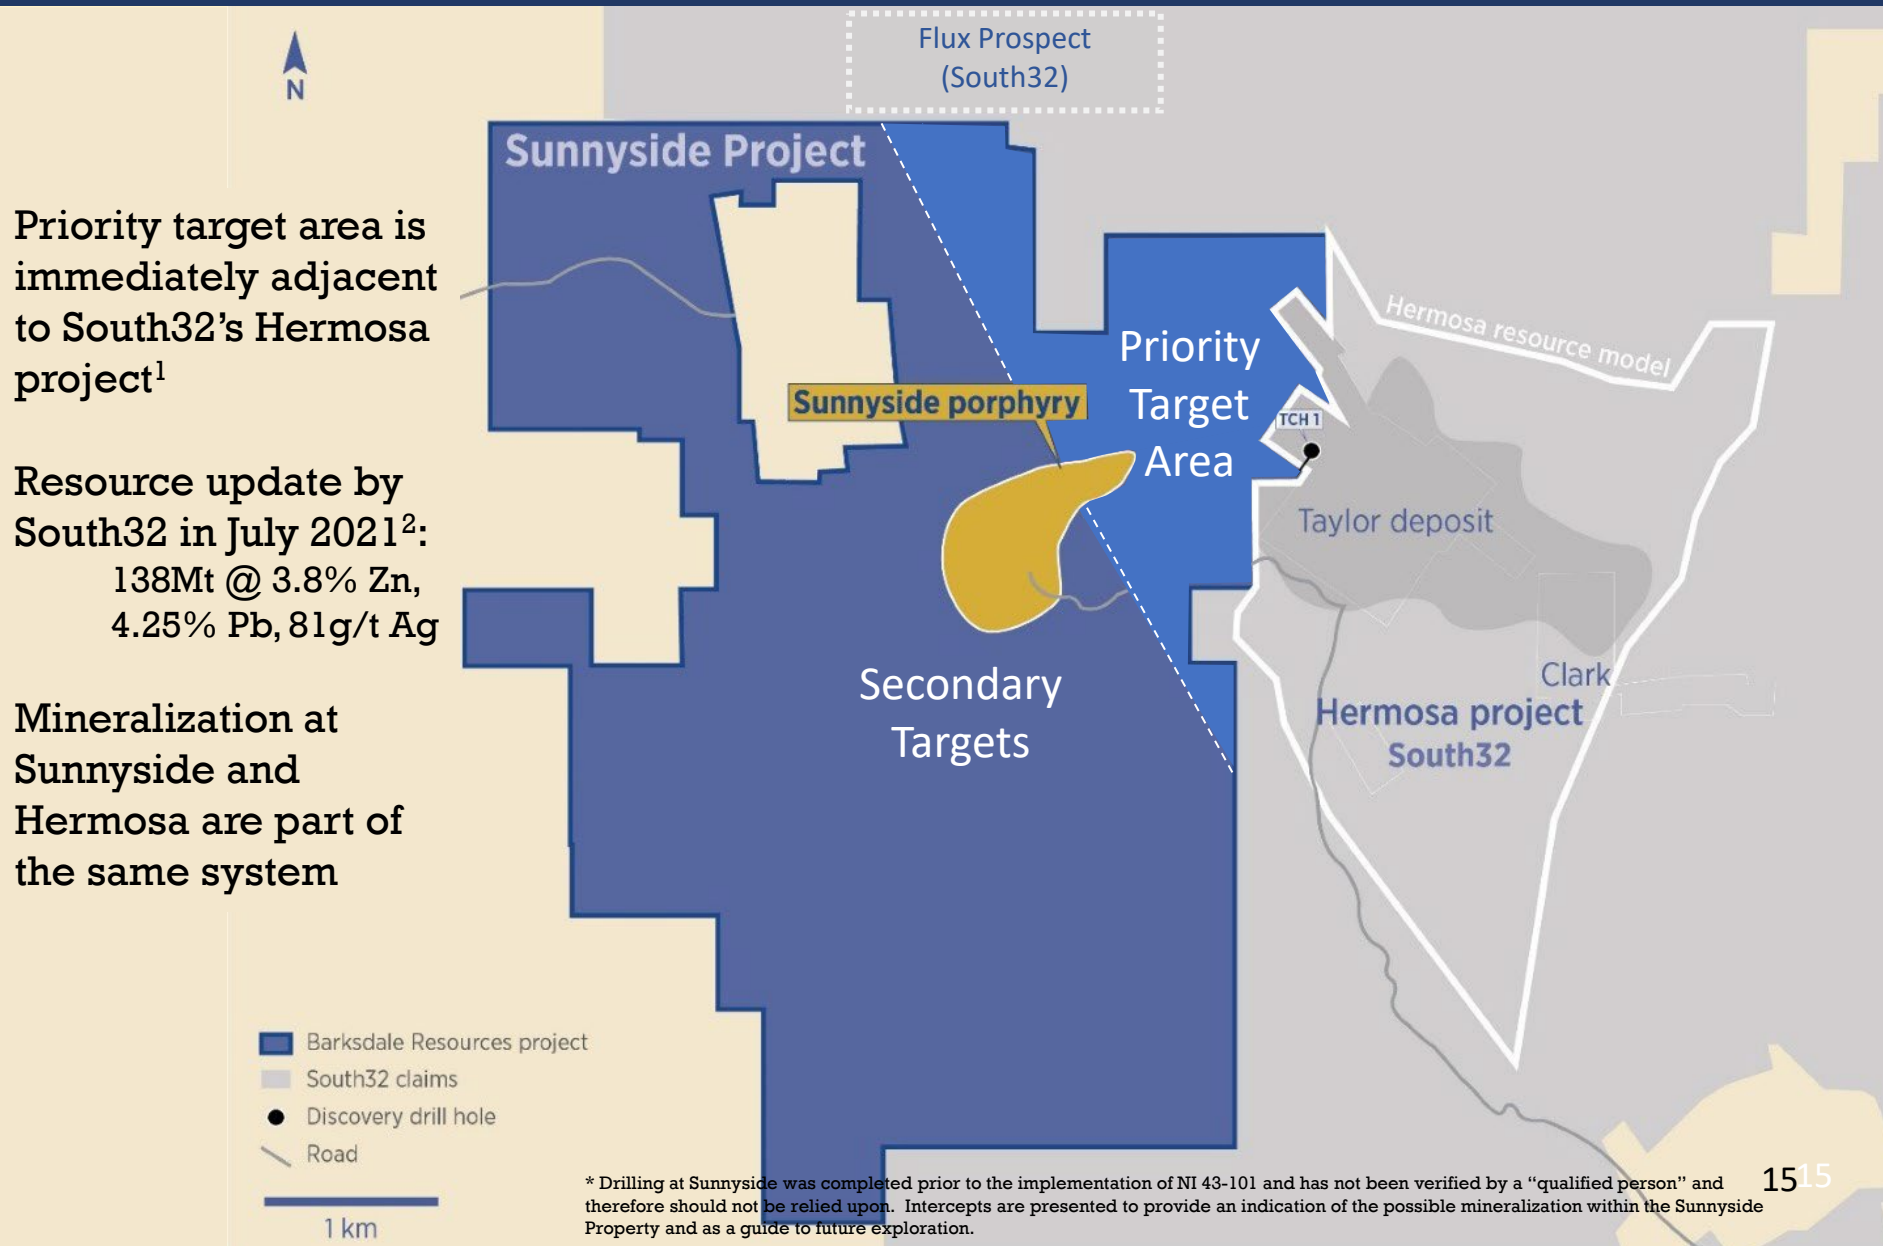 Flux Prospect
(South32)
N
Sunnyside Project
Priority target area is
immediately adjacent
to South32’s Hermosa
project¹
Hermosa resource model
Priority
Target
Area
Sunnyside porphyry
TCH 1
Resource update by
South32 in July 2021²:
138Mt @ 3.8% Zn,
4.25% Pb, 81g/t Ag
Taylor deposit
Secondary
Targets
Clark
Hermosa project
South32
Mineralization at
Sunnyside and
Hermosa are part of
the same system
Barksdale Resources project
South32 claims
Discovery drill hole
Road
1 km
* Drilling at Sunnyside was completed prior to the implementation of NI 43-101 and has not been verified by a “qualified person” and
therefore should not be relied upon. Intercepts are presented to provide an indication of the possible mineralization within the Sunnyside
Property and as a guide to future exploration.
15 15